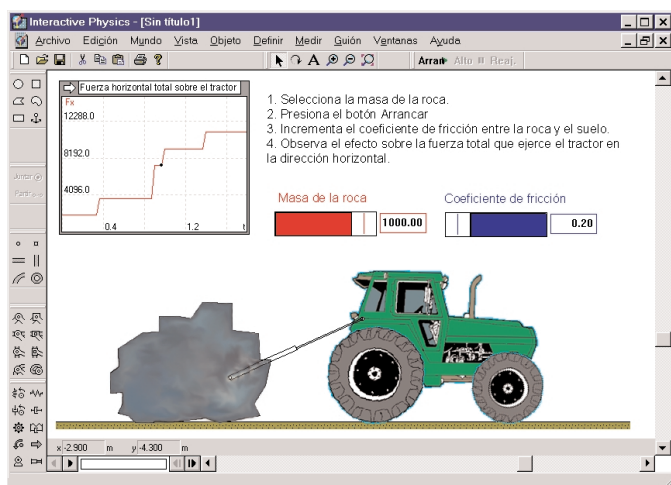 Interactive Physics - [Sin título1]
Archivo Edición Mundo Vista Objeto Definir Medir Guión Ventanas Ayuda
Arran Alto II Reaj.
Fuerza horizontal total sobre el tractor
Fx
12288.0
8192.0
4096.0
0.4 1.2 t
1. Selecciona la masa de la roca.
2. Presiona el botón Arrancar
3. Incrementa el coeficiente de fricción entre la roca y el suelo.
4. Observa el efecto sobre la fuerza total que ejerce el tractor en
la dirección horizontal.
Masa de la roca Coeficiente de fricción
1000.00 0.20
Juntar
Partir
x -2.900 m y -4.300 m